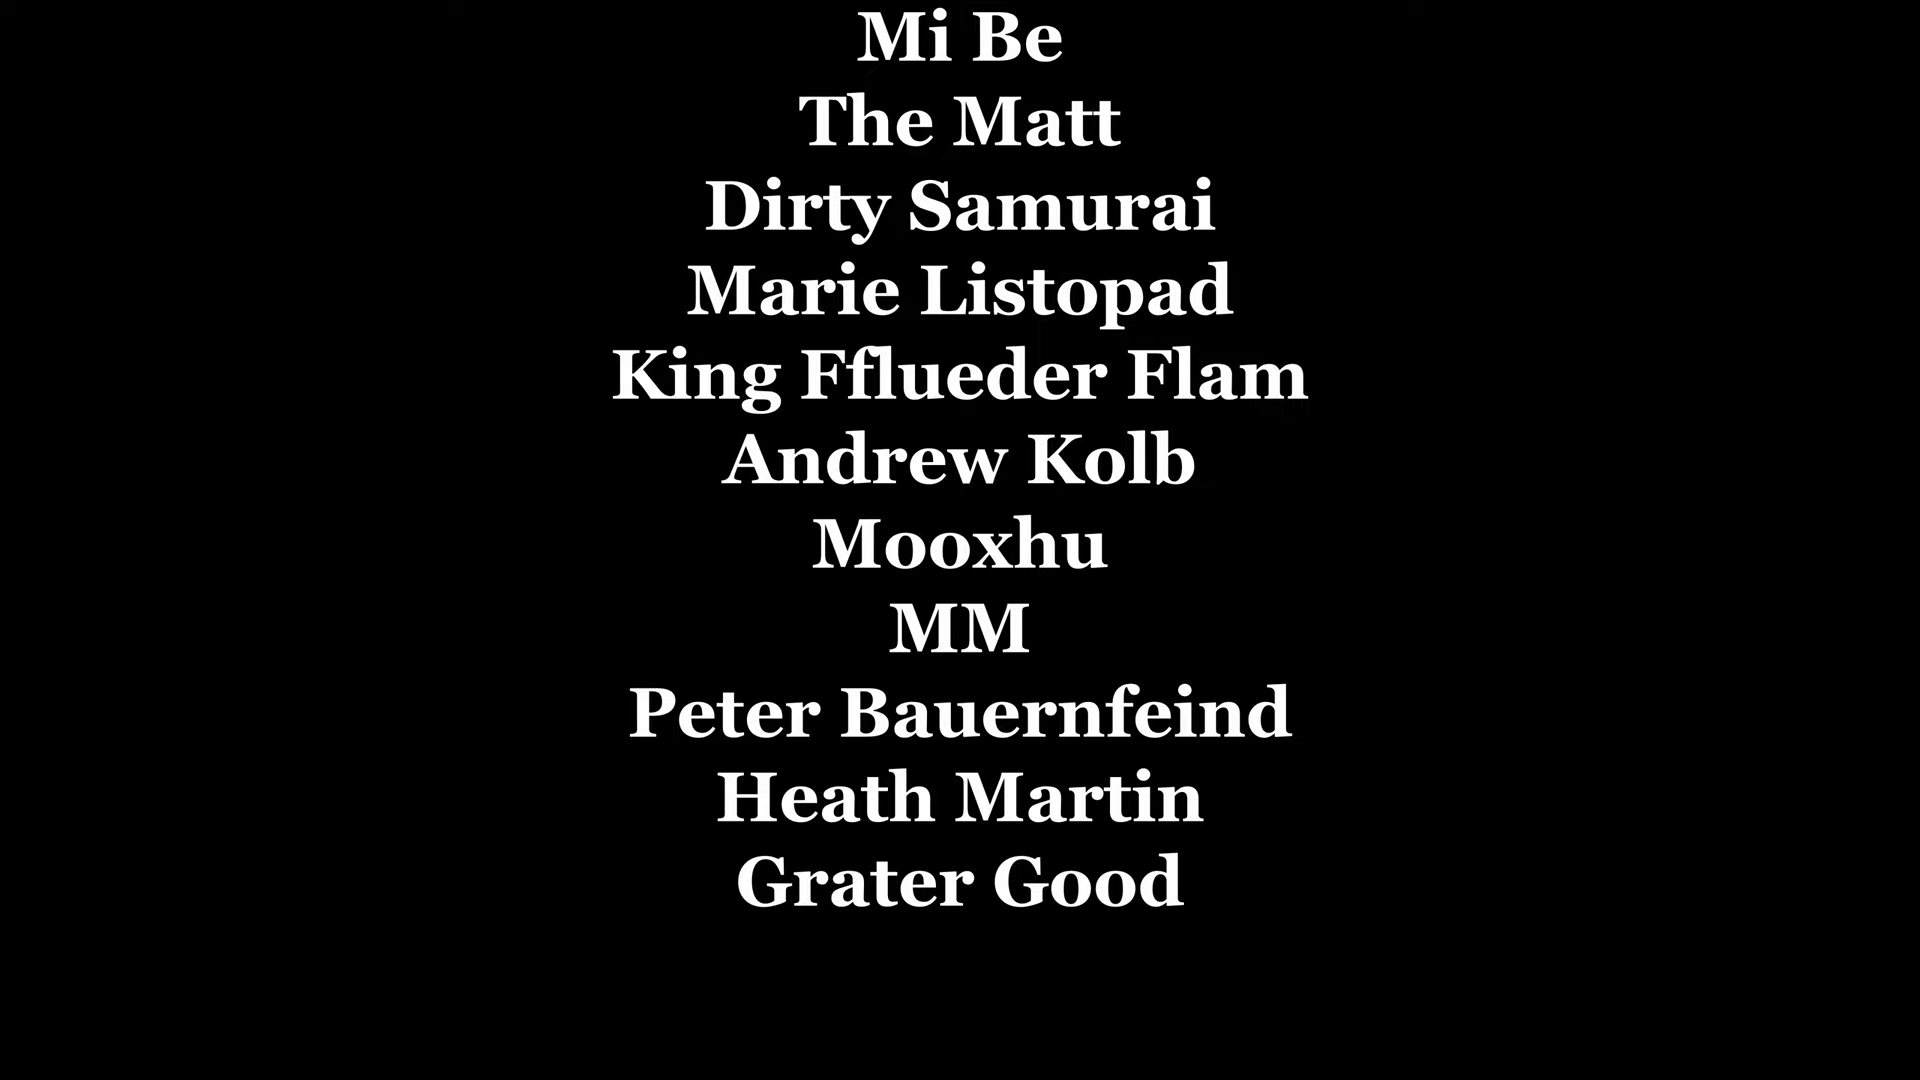 Mi Be
The Matt
Dirty Samurai
Marie Listopad
King Fflueder Flam
Andrew Kolb
Mooxhu
MM
Peter Bauernfeind
Heath Martin
Grater Good